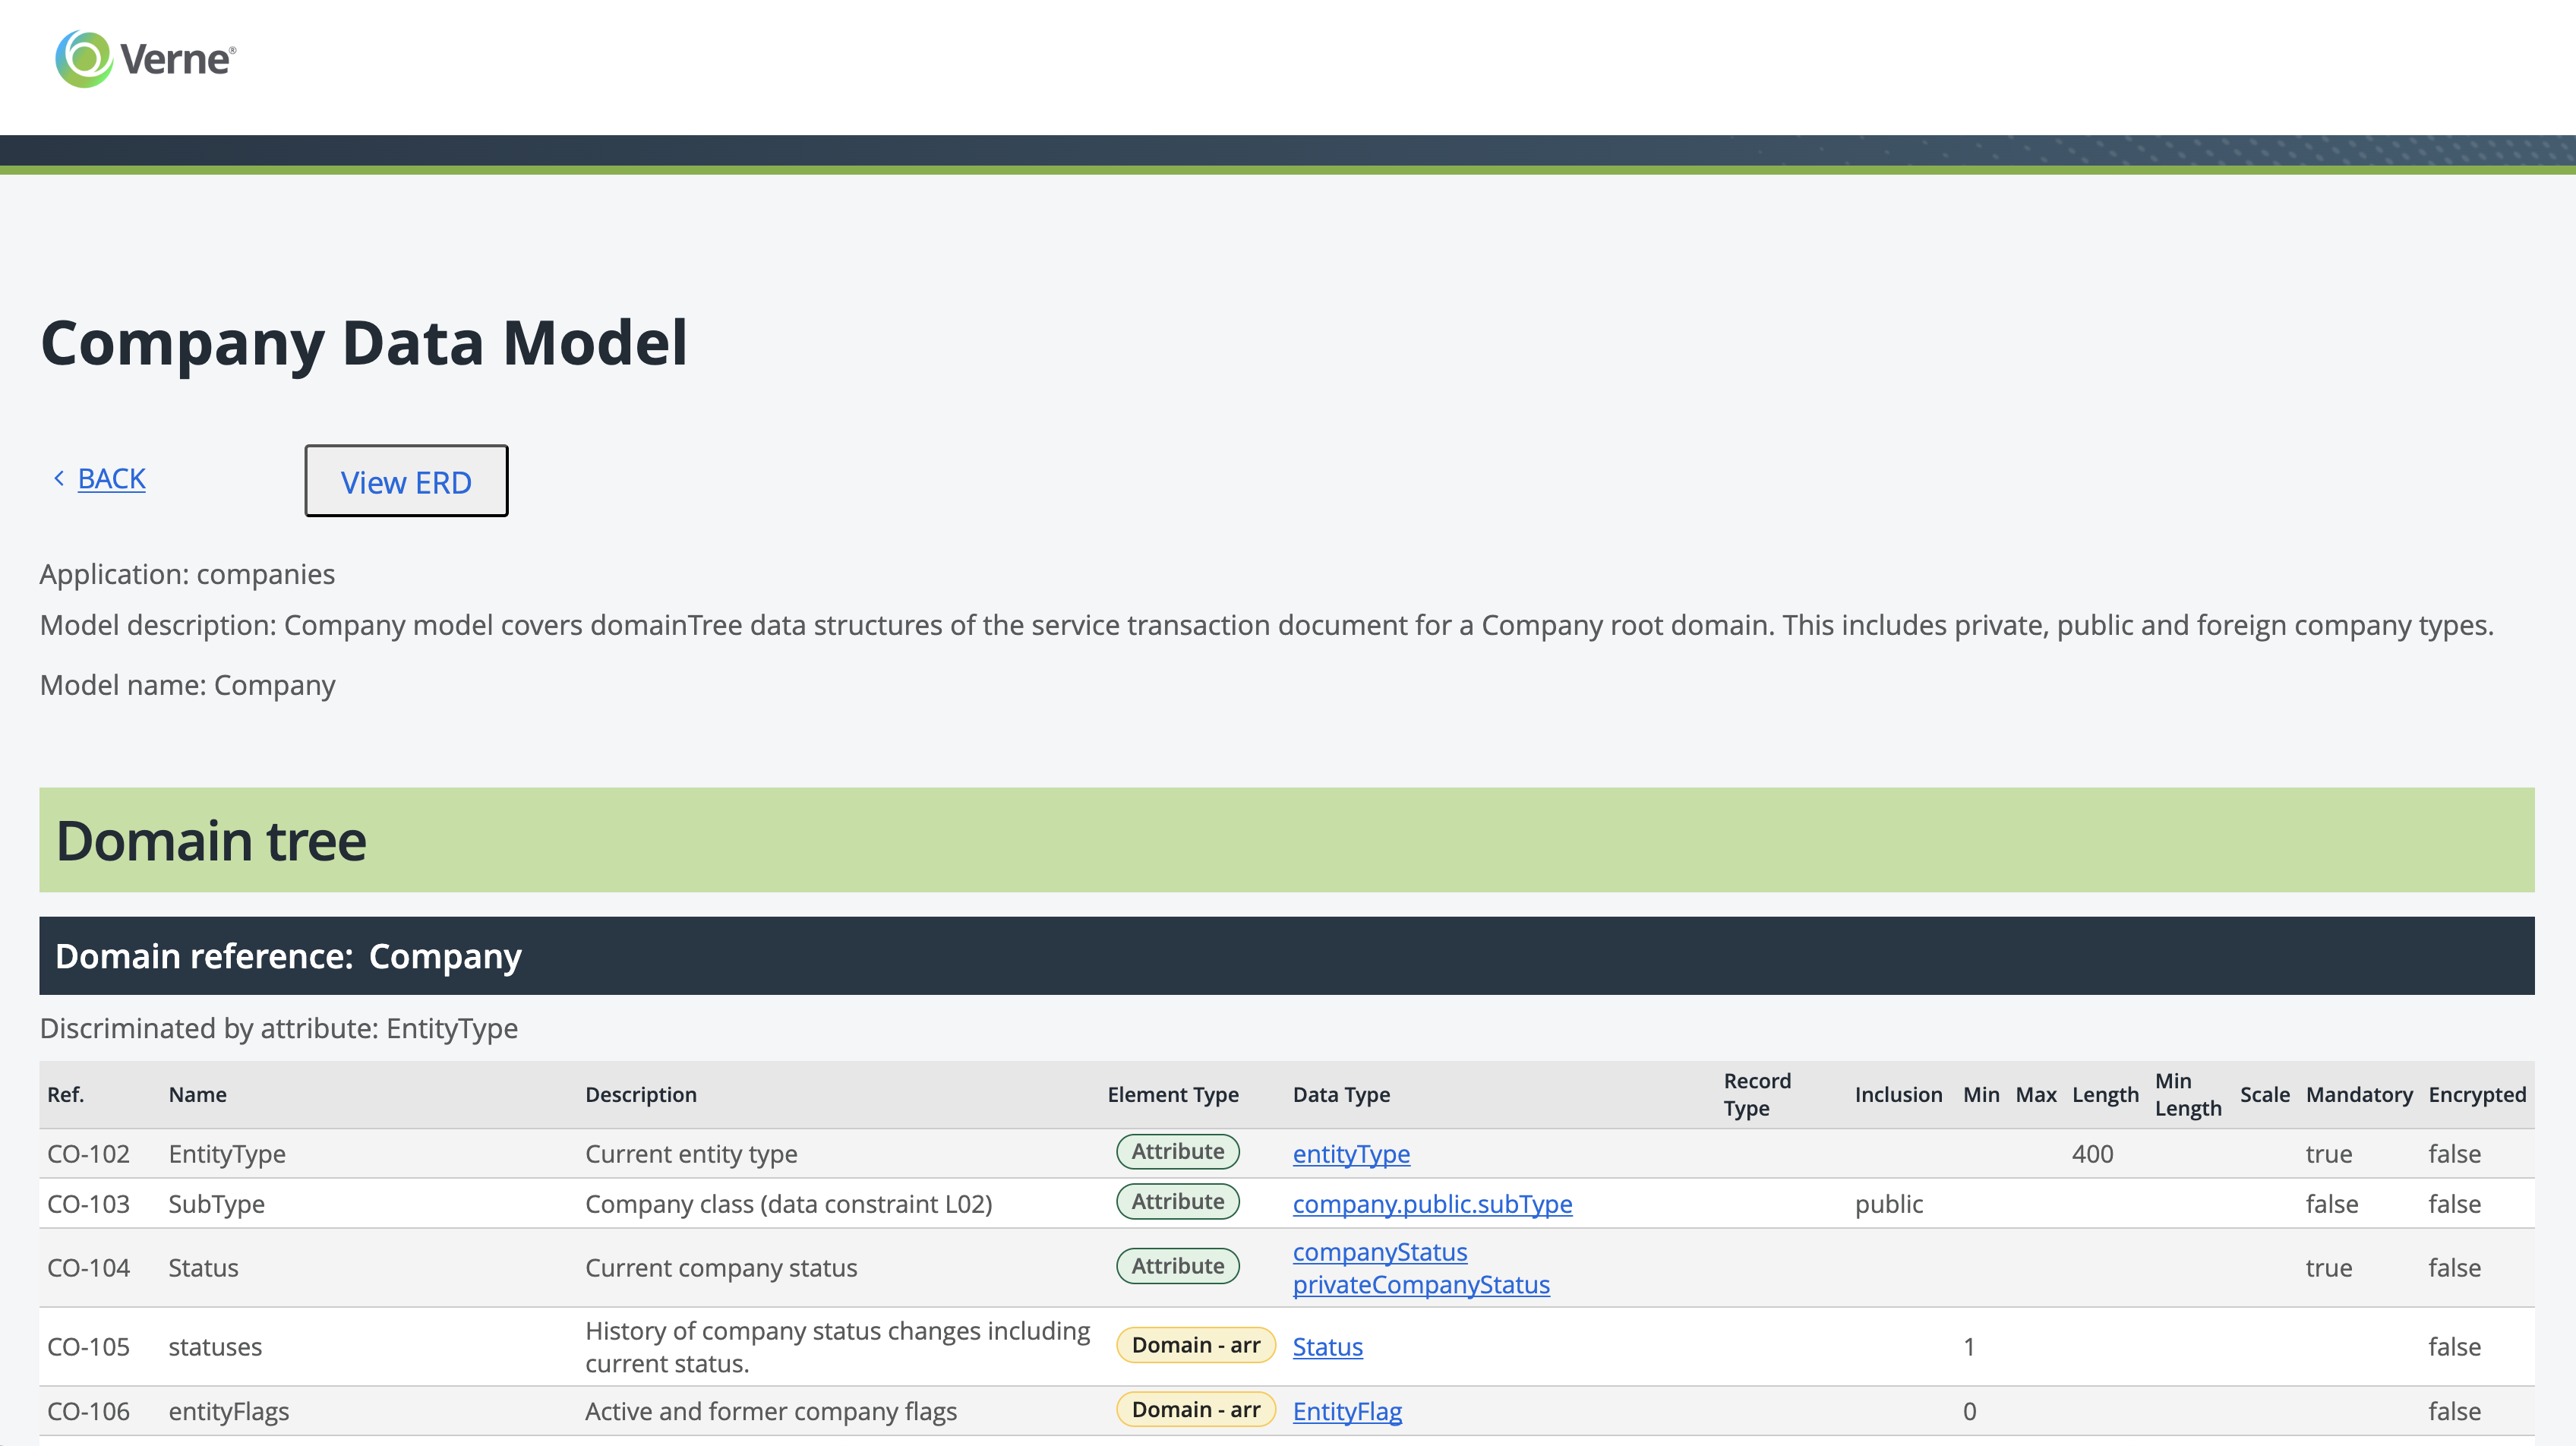 Verne®
Company Data Model
BACK
View ERD
Application: companies
Model description: Company model covers domainTree data structures of the service transaction document for a Company root domain. This includes private, public and foreign company types.
Model name: Company
Domain tree
Domain reference: Company
Discriminated by attribute: EntityType
Ref. Name Description Element Type Data Type Record Type Inclusion Min Max Length Min Length Scale Mandatory Encrypted
CO-102 EntityType Current entity type Attribute entityType 400 true false
CO-103 SubType Company class (data constraint L02) Attribute company.public.subType public false false
CO-104 Status Current company status Attribute companyStatus privateCompanyStatus true false
CO-105 statuses History of company status changes including current status. Domain - arr Status 1 false
CO-106 entityFlags Active and former company flags Domain - arr EntityFlag 0 false